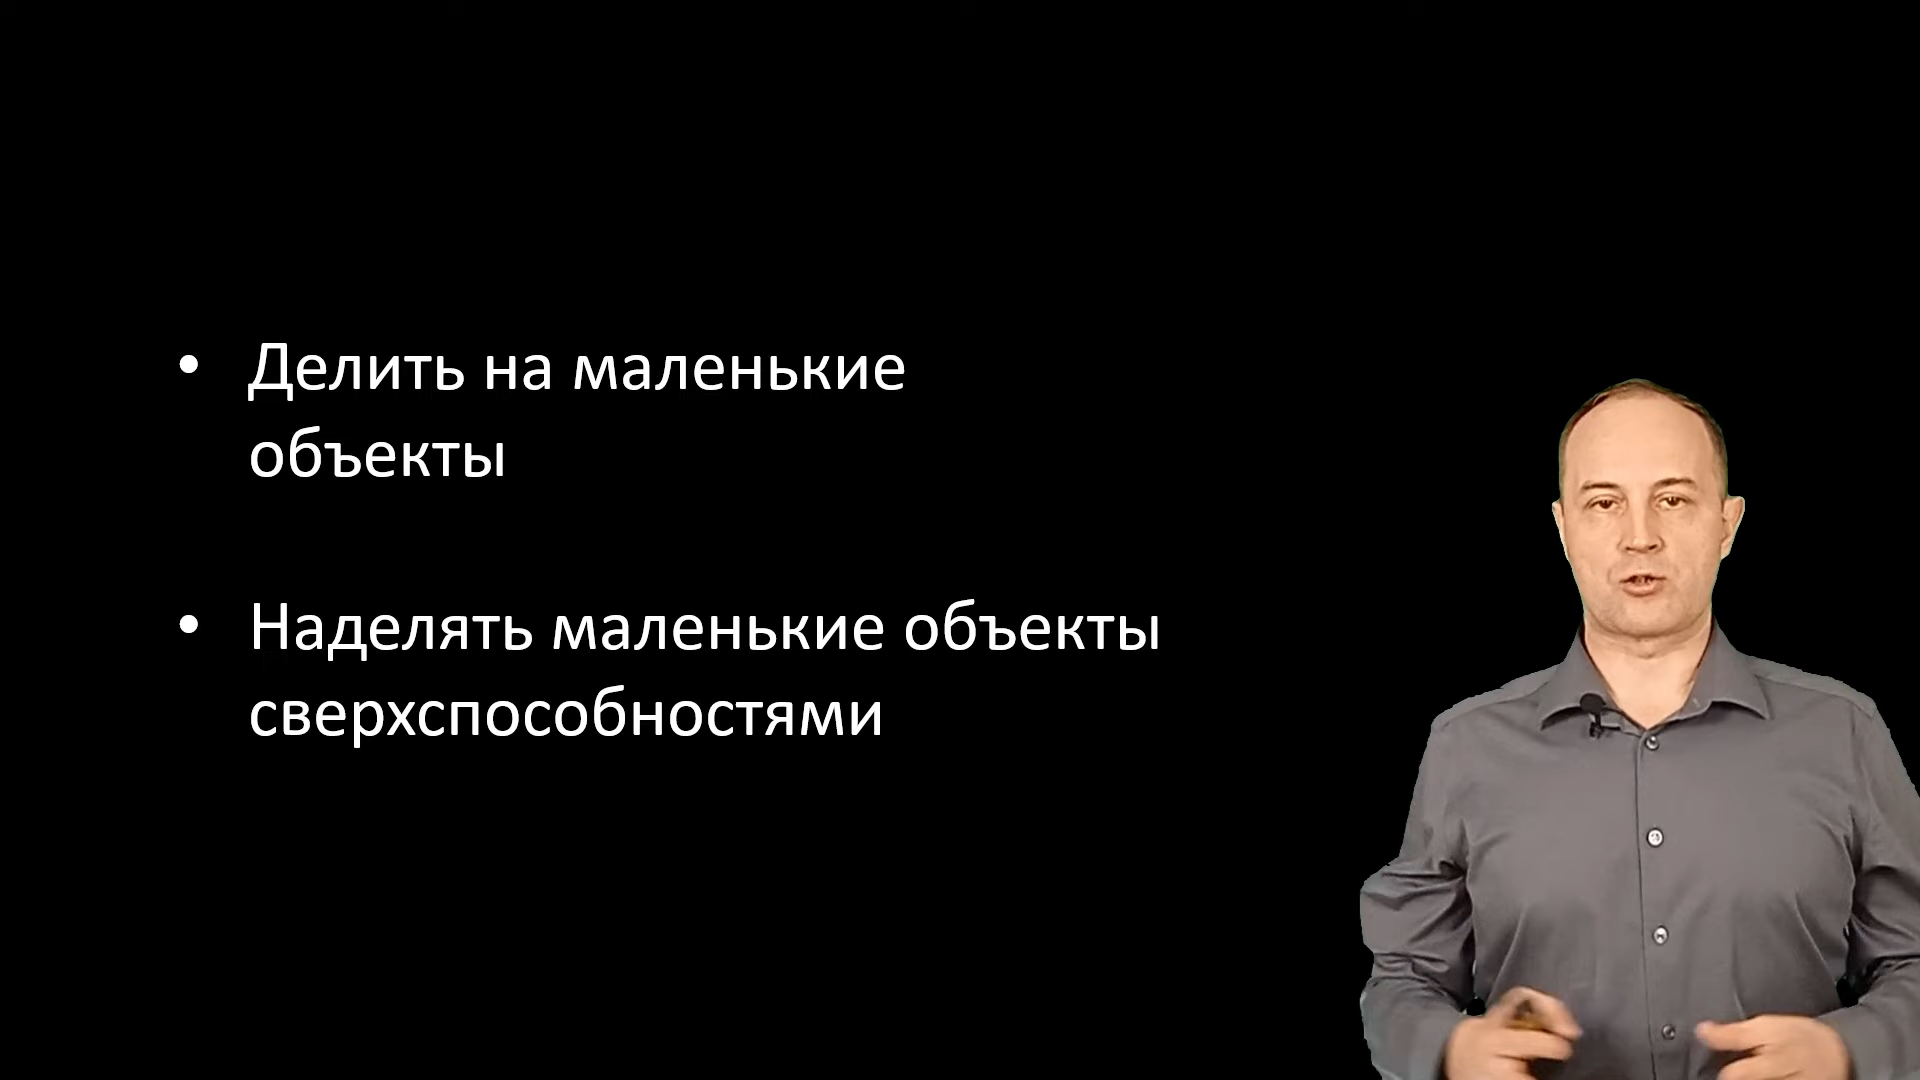 • Делить на маленькие
объекты
• Наделять маленькие объекты
сверхспособностями